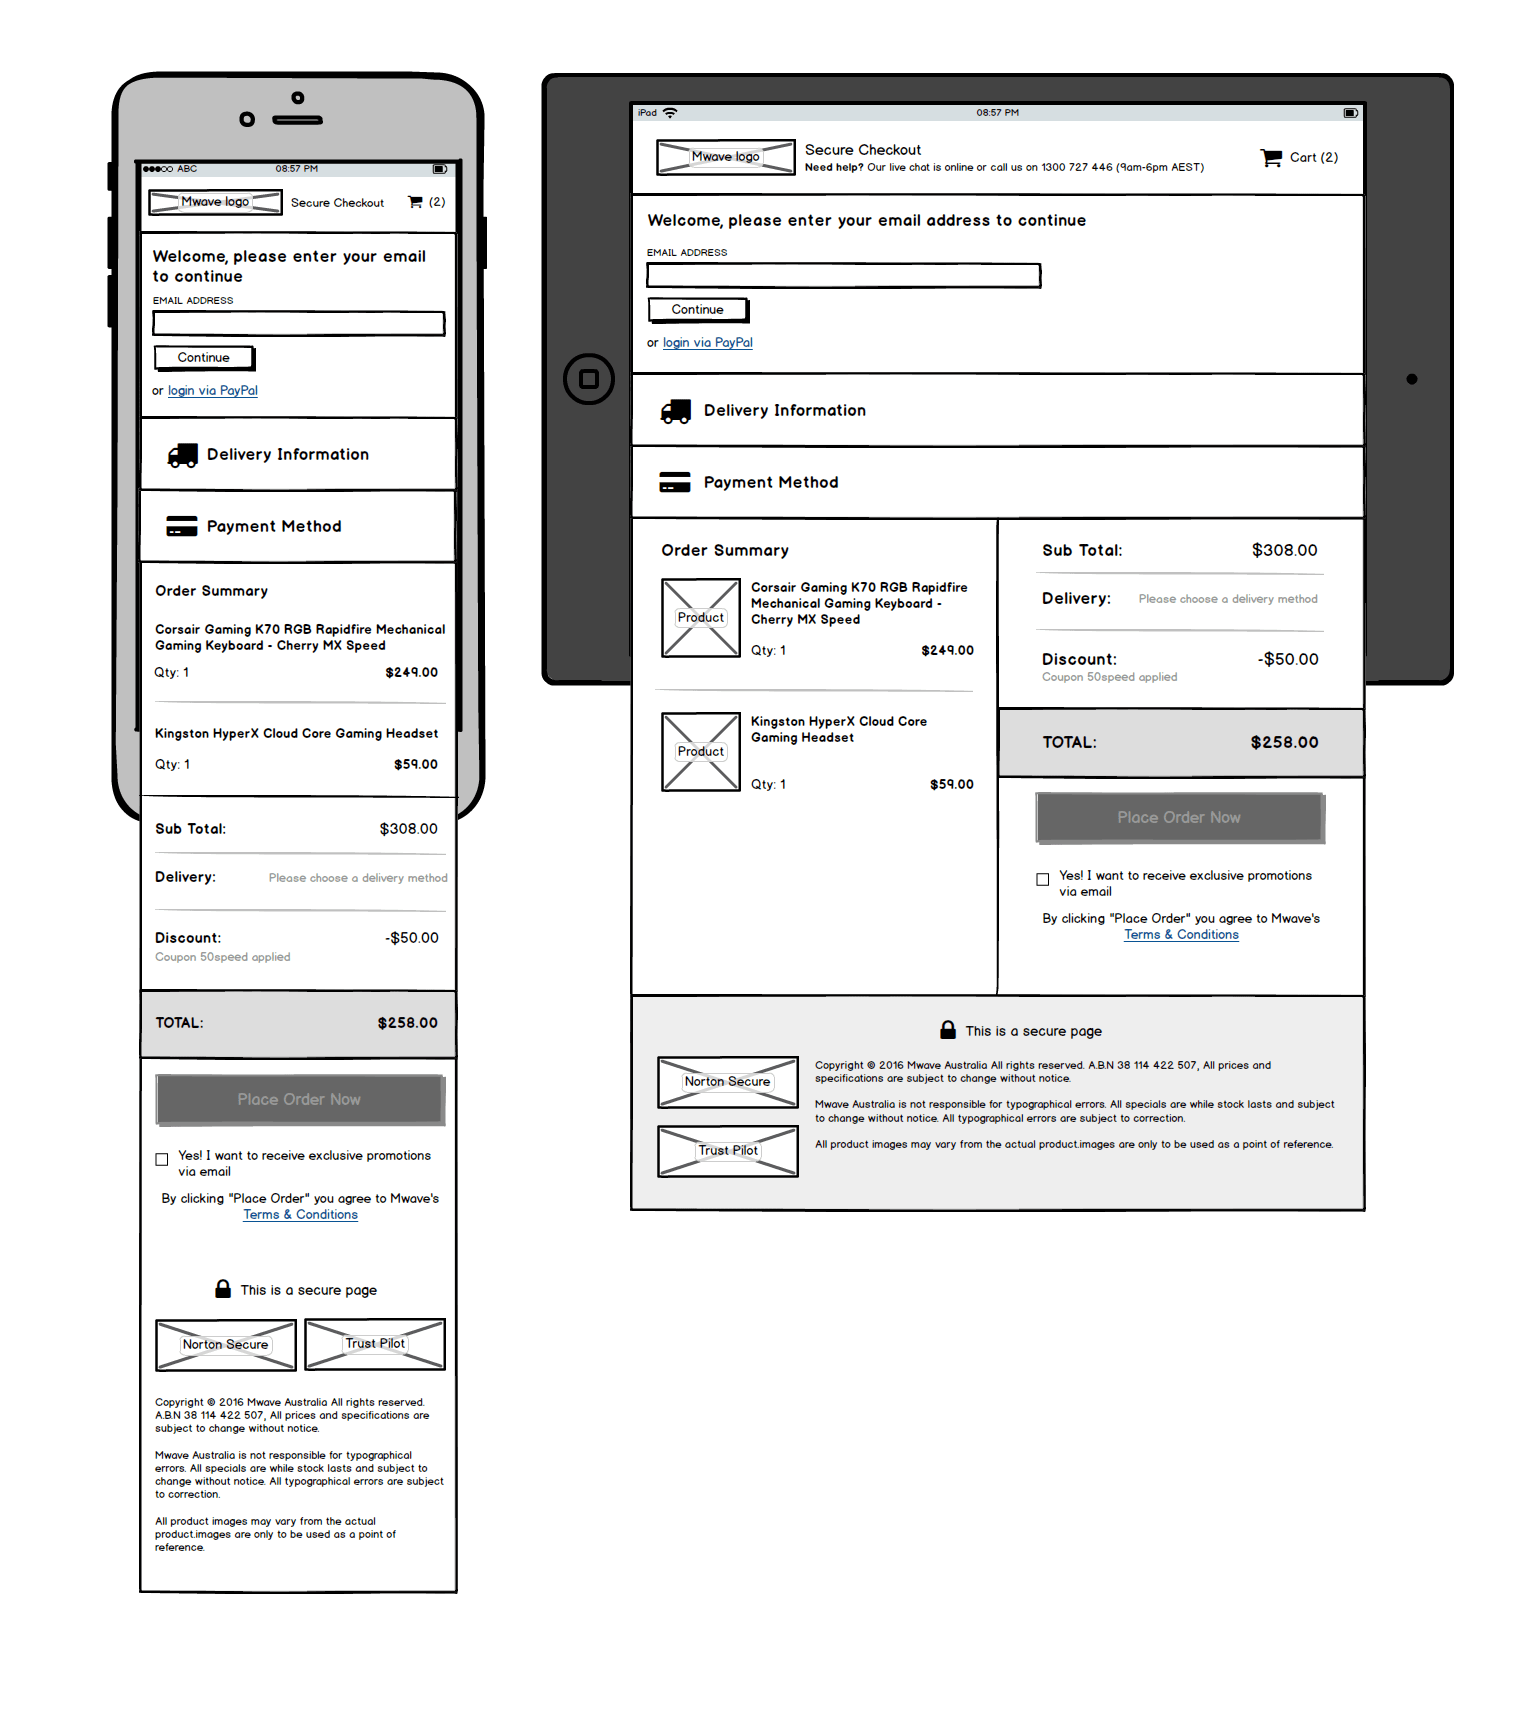 ABC 08:57 PM
Mwave logo Secure Checkout (2)
Welcome, please enter your email
to continue
EMAIL ADDRESS
Continue
or login via PayPal
Delivery Information
Payment Method
Order Summary
Corsair Gaming K70 RGB Rapidfire Mechanical
Gaming Keyboard - Cherry MX Speed
Qty: 1 $249.00
Kingston HyperX Cloud Core Gaming Headset
Qty: 1 $59.00
Sub Total: $308.00
Delivery: Please choose a delivery method
Discount: -$50.00
Coupon 50speed applied
TOTAL: $258.00
Place Order Now
Yes! I want to receive exclusive promotions
via email
By clicking "Place Order" you agree to Mwave's
Terms & Conditions
This is a secure page
Norton Secure Trust Pilot
Copyright © 2016 Mwave Australia All rights reserved.
A.B.N 38 114 422 507, All prices and specifications are
subject to change without notice.
Mwave Australia is not responsible for typographical
errors. All specials are while stock lasts and subject to
change without notice. All typographical errors are subject
to correction.
All product images may vary from the actual
product.images are only to be used as a point of
reference.
iPad 08:57 PM
Mwave logo
Secure Checkout
Need help? Our live chat is online or call us on 1300 727 446 (9am-6pm AEST)
Cart (2)
Welcome, please enter your email address to continue
EMAIL ADDRESS
Continue
or login via PayPal
Delivery Information
Payment Method
Order Summary
Product
Corsair Gaming K70 RGB Rapidfire
Mechanical Gaming Keyboard -
Cherry MX Speed
Qty: 1 $249.00
Product
Kingston HyperX Cloud Core
Gaming Headset
Qty: 1 $59.00
Sub Total: $308.00
Delivery: Please choose a delivery method
Discount: -$50.00
Coupon 50speed applied
TOTAL: $258.00
Place Order Now
Yes! I want to receive exclusive promotions
via email
By clicking "Place Order" you agree to Mwave's
Terms & Conditions
This is a secure page
Norton Secure
Trust Pilot
Copyright © 2016 Mwave Australia All rights reserved. A.B.N 38 114 422 507, All prices and
specifications are subject to change without notice.
Mwave Australia is not responsible for typographical errors. All specials are while stock lasts and subject
to change without notice. All typographical errors are subject to correction.
All product images may vary from the actual product.images are only to be used as a point of reference.